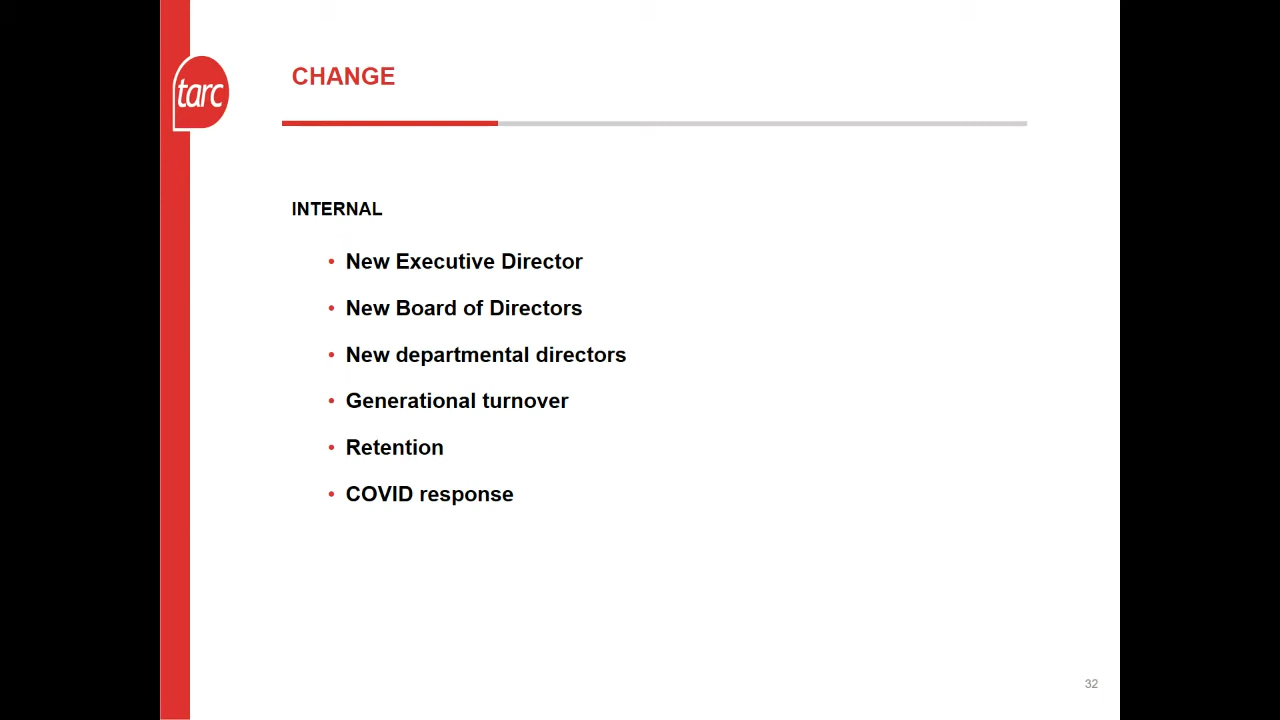 tarc
CHANGE
INTERNAL
• New Executive Director
• New Board of Directors
• New departmental directors
• Generational turnover
• Retention
• COVID response
32